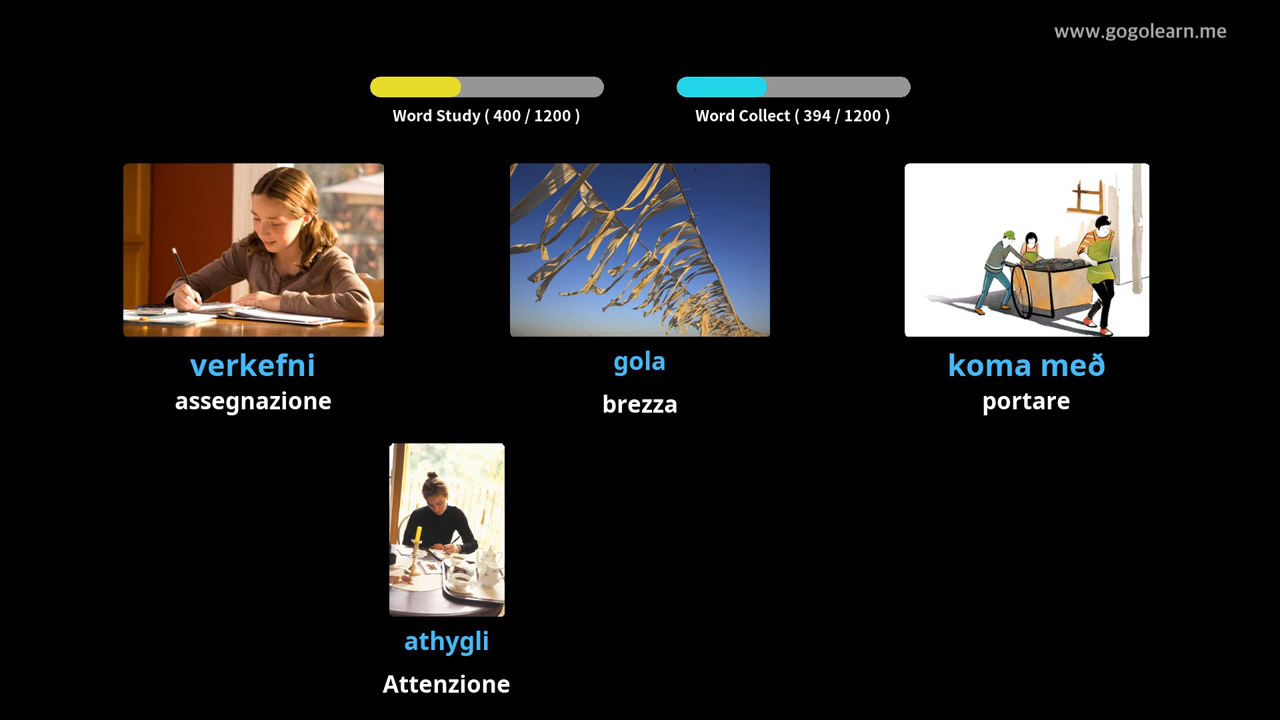 www.gogolearn.me
Word Study ( 400 / 1200 )
Word Collect ( 394 / 1200 )
verkefni
assegnazione
gola
brezza
koma með
portare
athygli
Attenzione